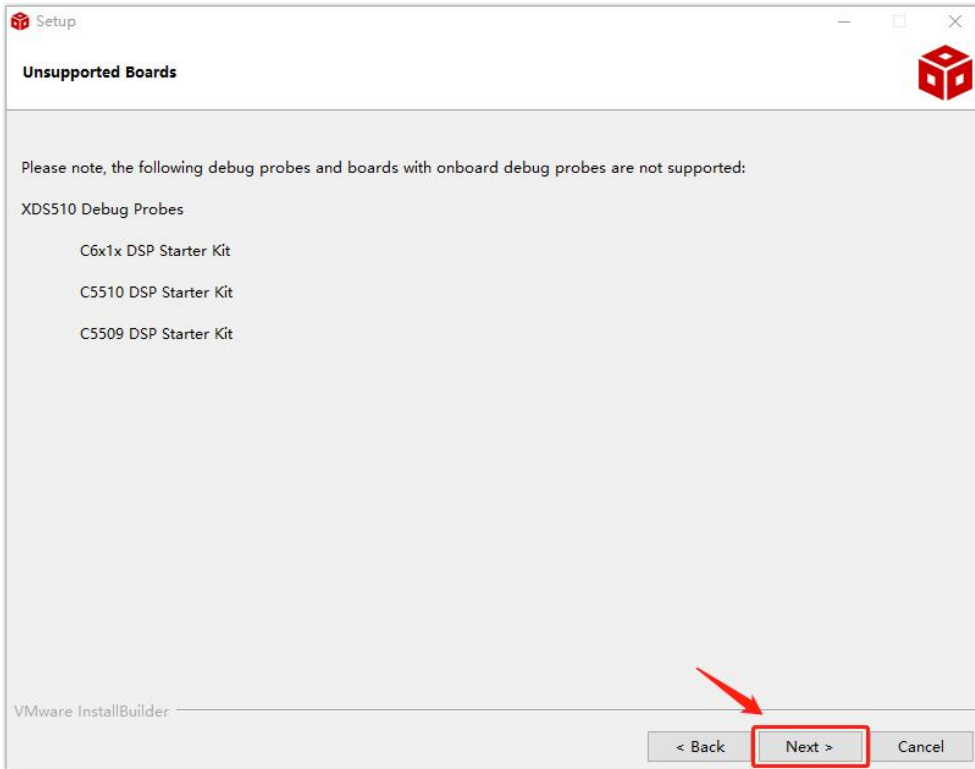 Setup
Unsupported Boards
Please note, the following debug probes and boards with onboard debug probes are not supported:
XDS510 Debug Probes
C6x1x DSP Starter Kit
C5510 DSP Starter Kit
C5509 DSP Starter Kit
VMware InstallBuilder
< Back Next > Cancel